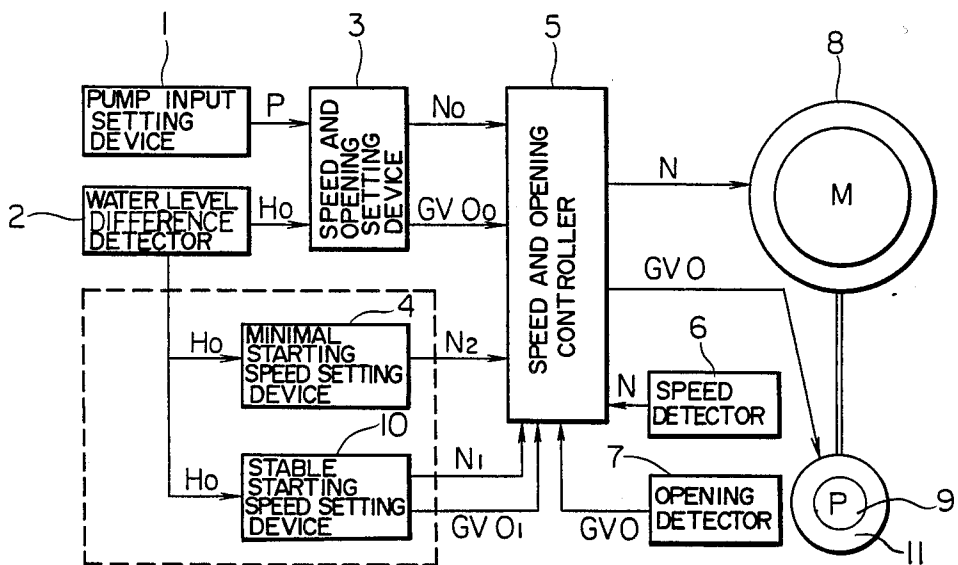 1
3
5
8
PUMP INPUT
SETTING
DEVICE
P
SPEED AND
OPENING
SETTING
DEVICE
No
GV Oo
SPEED AND OPENING
CONTROLLER
N
M
2
WATER LEVEL
DIFFERENCE
DETECTOR
Ho
GV O
4
Ho
MINIMAL
STARTING
SPEED SETTING
DEVICE
N2
6
N
SPEED
DETECTOR
10
Ho
STABLE
STARTING
SPEED SETTING
DEVICE
N1
GV O1
7
GVO
OPENING
DETECTOR
P
9
11